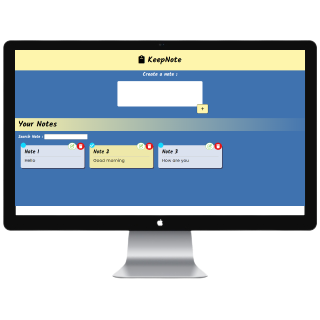 KeepNote
Create a note :
+
Your Notes
Search Note :
Note 1
Note 2
Note 3
Hello
Good morning
How are you